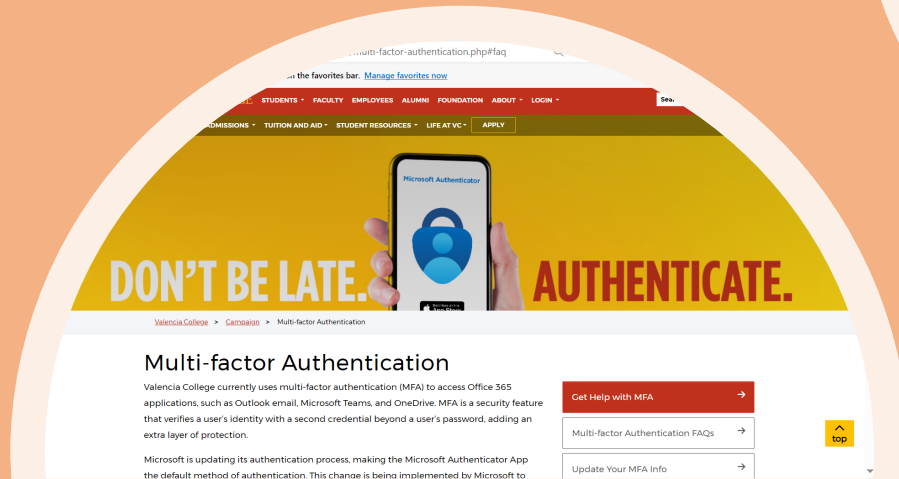 multi-factor-authentication.php#faq
the favorites bar. Manage favorites now
STUDENTS FACULTY EMPLOYEES ALUMNI FOUNDATION ABOUT LOGIN
ADMISSIONS TUITION AND AID STUDENT RESOURCES LIFE AT VC APPLY
Microsoft Authenticator
DON'T BE LATE. AUTHENTICATE.
App Store
Valencia College > Campaign > Multi-factor Authentication
Multi-factor Authentication
Valencia College currently uses multi-factor authentication (MFA) to access Office 365
applications, such as Outlook email, Microsoft Teams, and OneDrive. MFA is a security feature
that verifies a user's identity with a second credential beyond a user's password, adding an
extra layer of protection.
Microsoft is updating its authentication process, making the Microsoft Authenticator App
the default method of authentication. This change is being implemented by Microsoft to
Get Help with MFA
Multi-factor Authentication FAQs
Update Your MFA Info
top